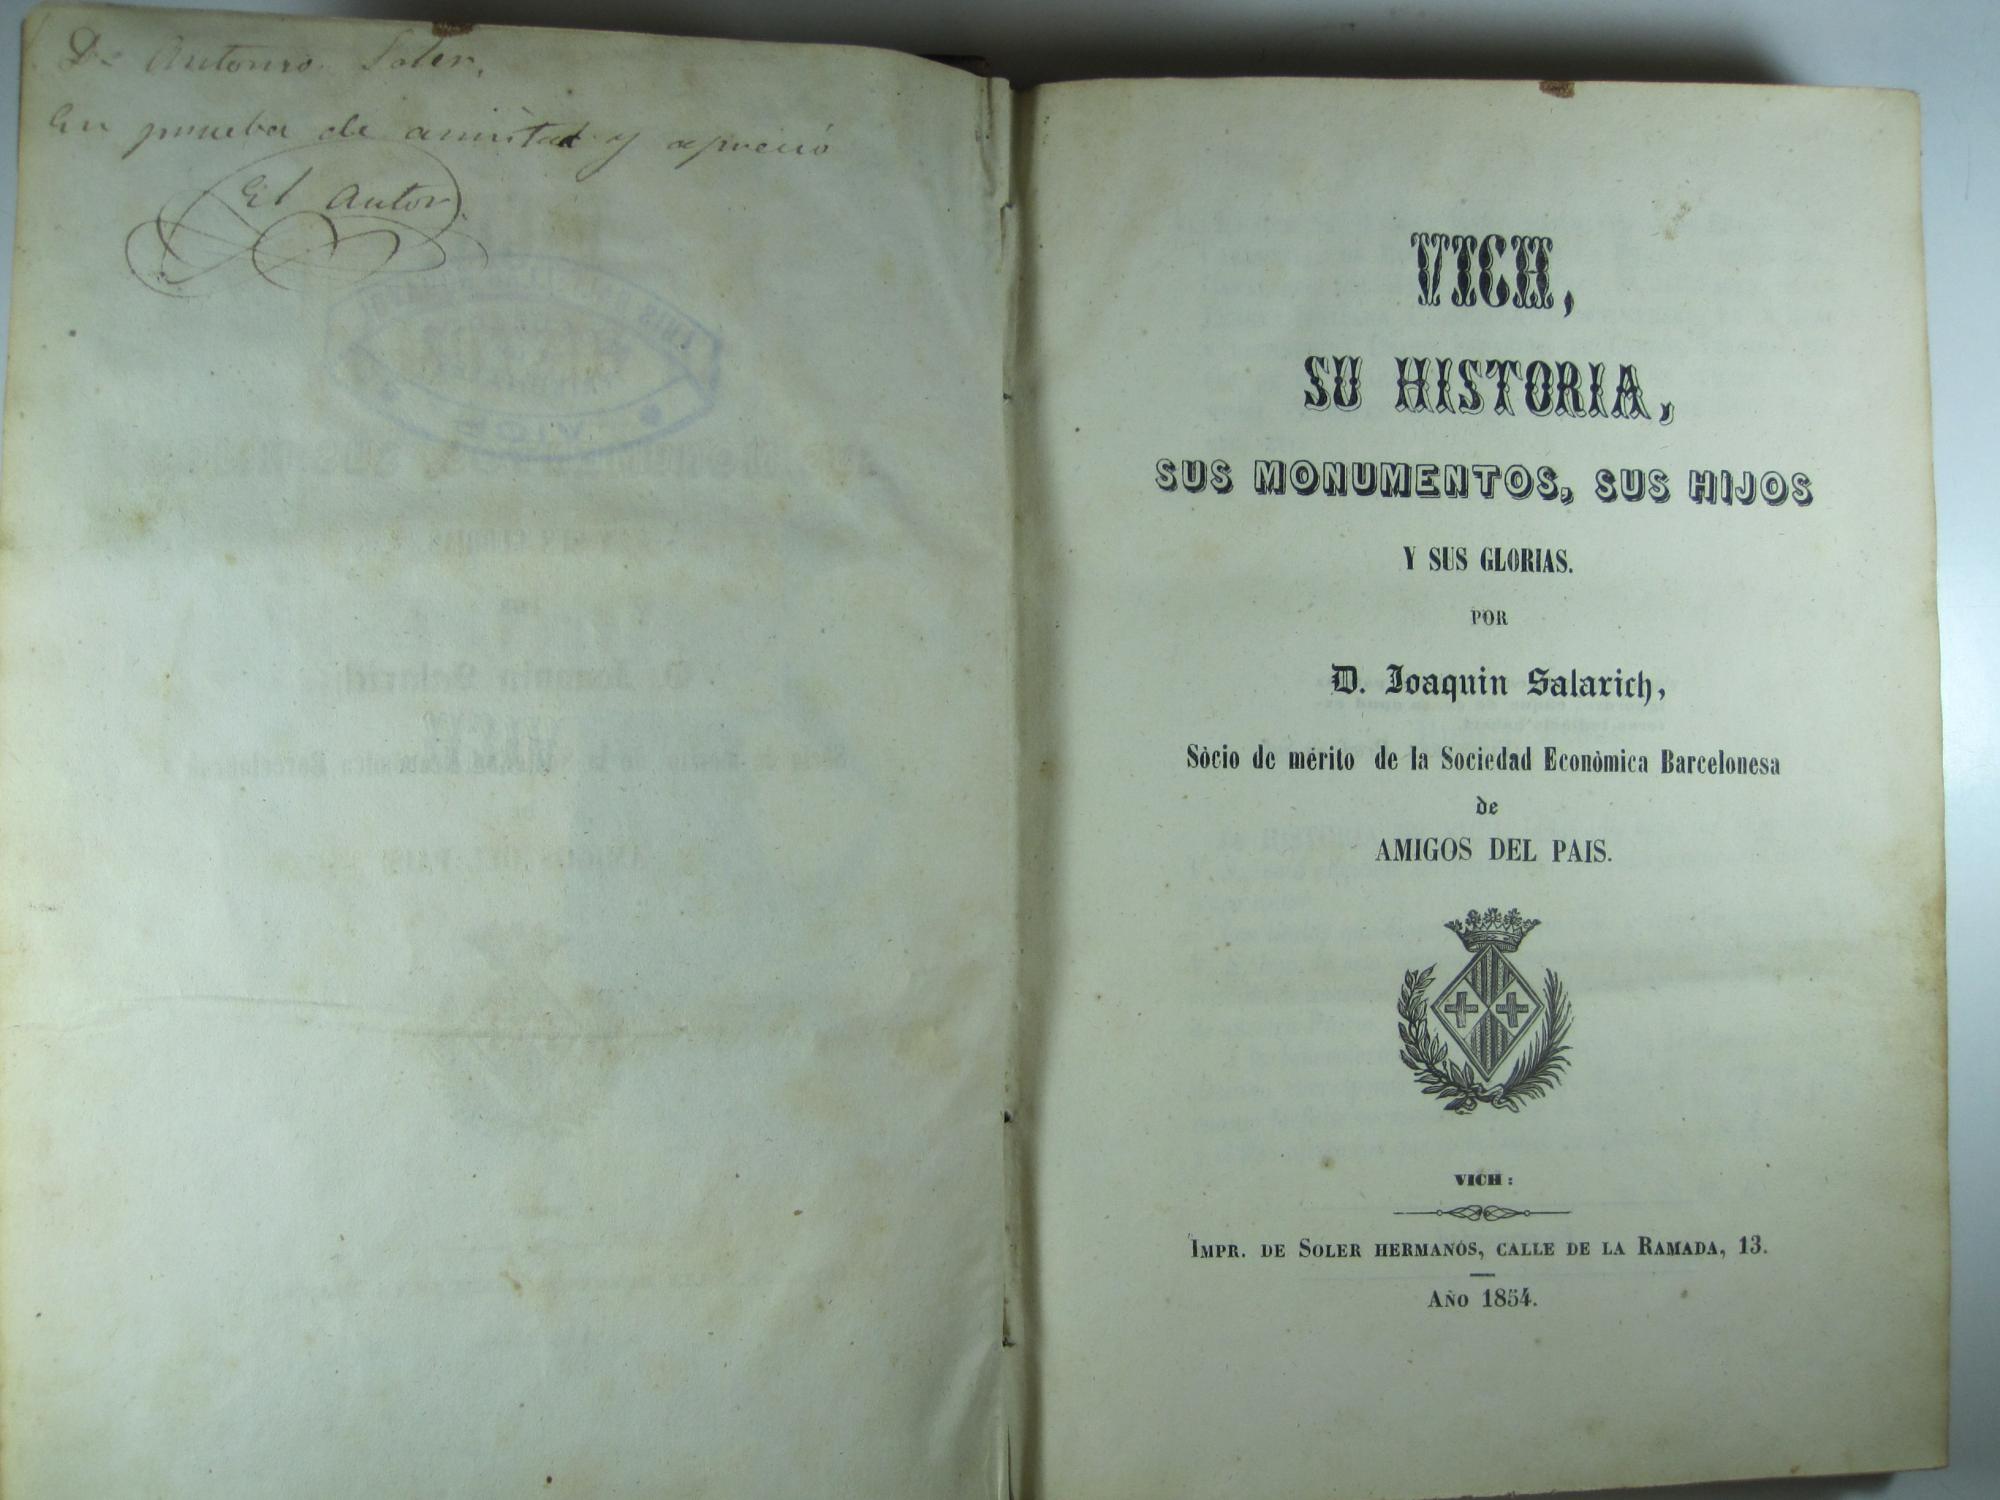 Dn Antonio Soler,
En prueba de amistad y aprecio
El Autor.
VICH,
SU HISTORIA,
SUS MONUMENTOS, SUS HIJOS
Y SUS GLORIAS.
POR
D. Joaquin Salarich,
Sòcio de mérito de la Sociedad Econòmica Barcelonesa
de
AMIGOS DEL PAIS.
VICH:
IMPR. DE SOLER HERMANOS, CALLE DE LA RAMADA, 13.
AÑO 1854.